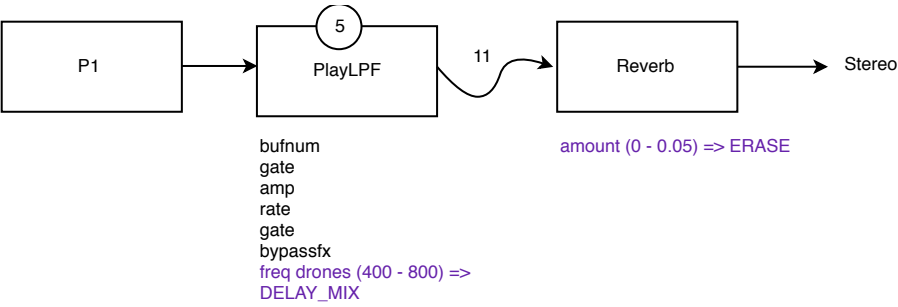 5
P1
PlayLPF
11
Reverb
Stereo
bufnum
gate
amp
rate
gate
bypassfx
freq drones (400 - 800) =>
DELAY_MIX
amount (0 - 0.05) => ERASE